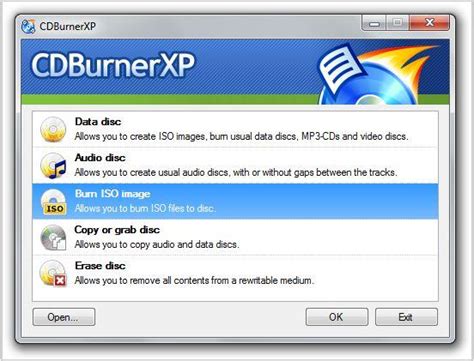 CDBurnerXP
CDBurnerXP
Data disc
Allows you to create ISO images, burn usual data discs, MP3-CDs and video discs.
Audio disc
Allows you to create usual audio discs, with or without gaps between the tracks.
Burn ISO image
Allows you to burn ISO files to disc.
ISO
Copy or grab disc
Allows you to copy audio and data discs.
Erase disc
Allows you to remove all contents from a rewritable medium.
Open...
OK
Exit